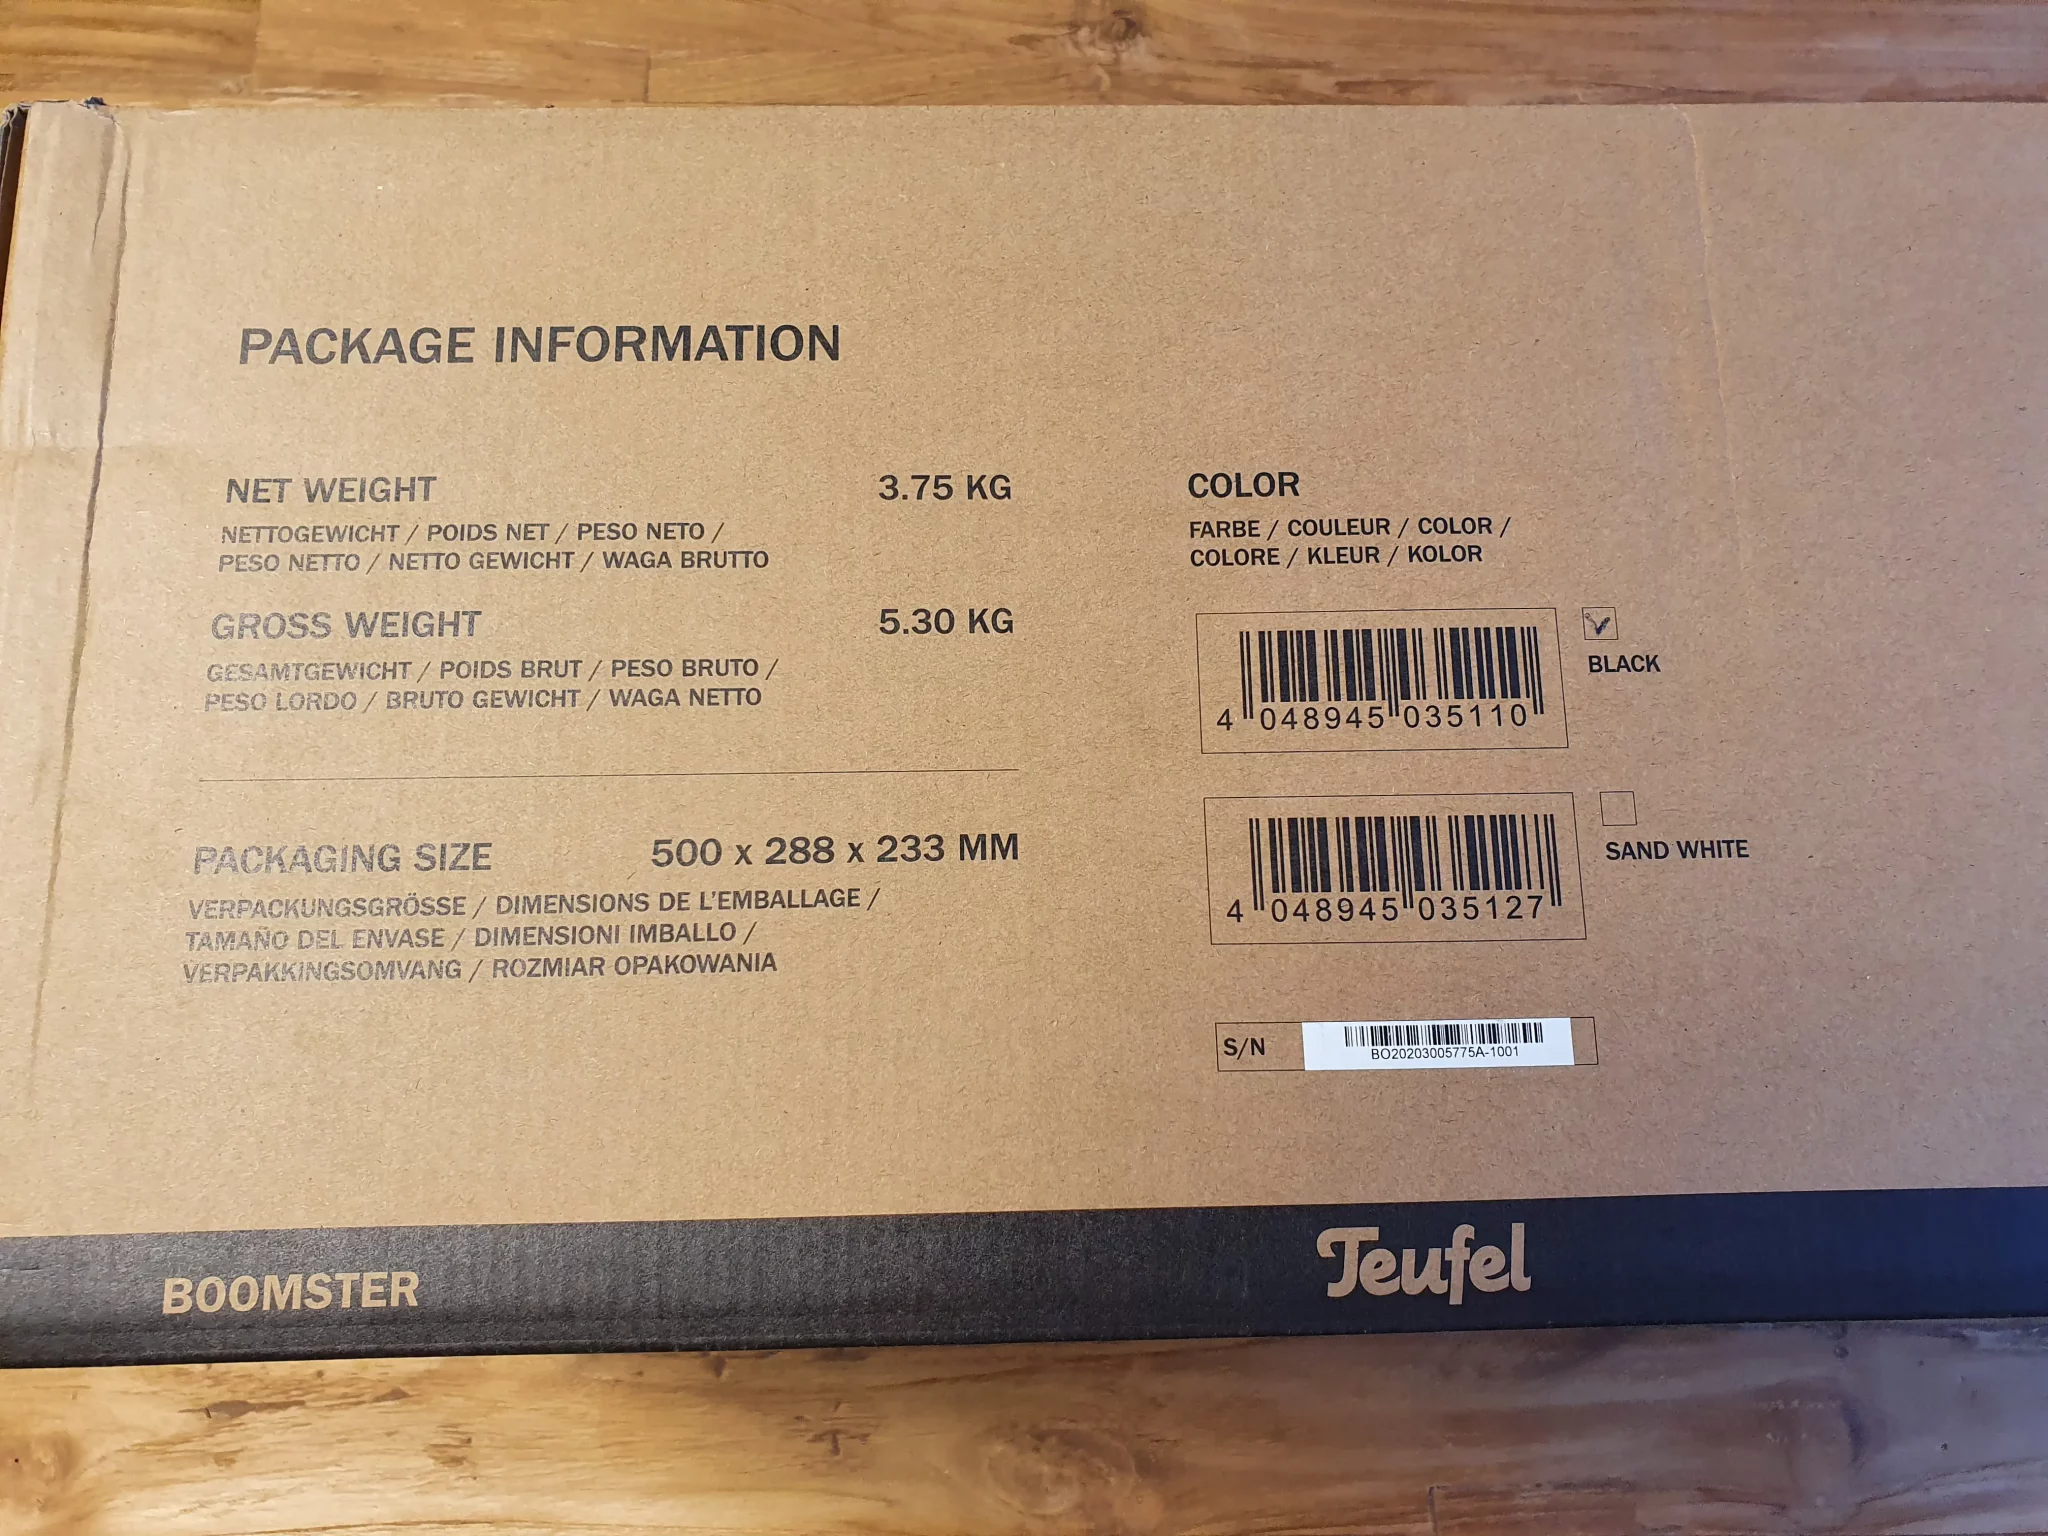 PACKAGE INFORMATION
NET WEIGHT 3.75 KG
NETTOGEWICHT / POIDS NET / PESO NETO /
PESO NETTO / NETTO GEWICHT / WAGA BRUTTO
GROSS WEIGHT 5.30 KG
GESAMTGEWICHT / POIDS BRUT / PESO BRUTO /
PESO LORDO / BRUTO GEWICHT / WAGA NETTO
PACKAGING SIZE 500 x 288 x 233 MM
VERPACKUNGSGRÖSSE / DIMENSIONS DE L'EMBALLAGE /
TAMAÑO DEL ENVASE / DIMENSIONI IMBALLO /
VERPAKKINGSOMVANG / ROZMIAR OPAKOWANIA
COLOR
FARBE / COULEUR / COLOR /
COLORE / KLEUR / KOLOR
4 048945 035110
BLACK
4 048945 035127
SAND WHITE
S/N BO20203005775A-1001
BOOMSTER
Teufel